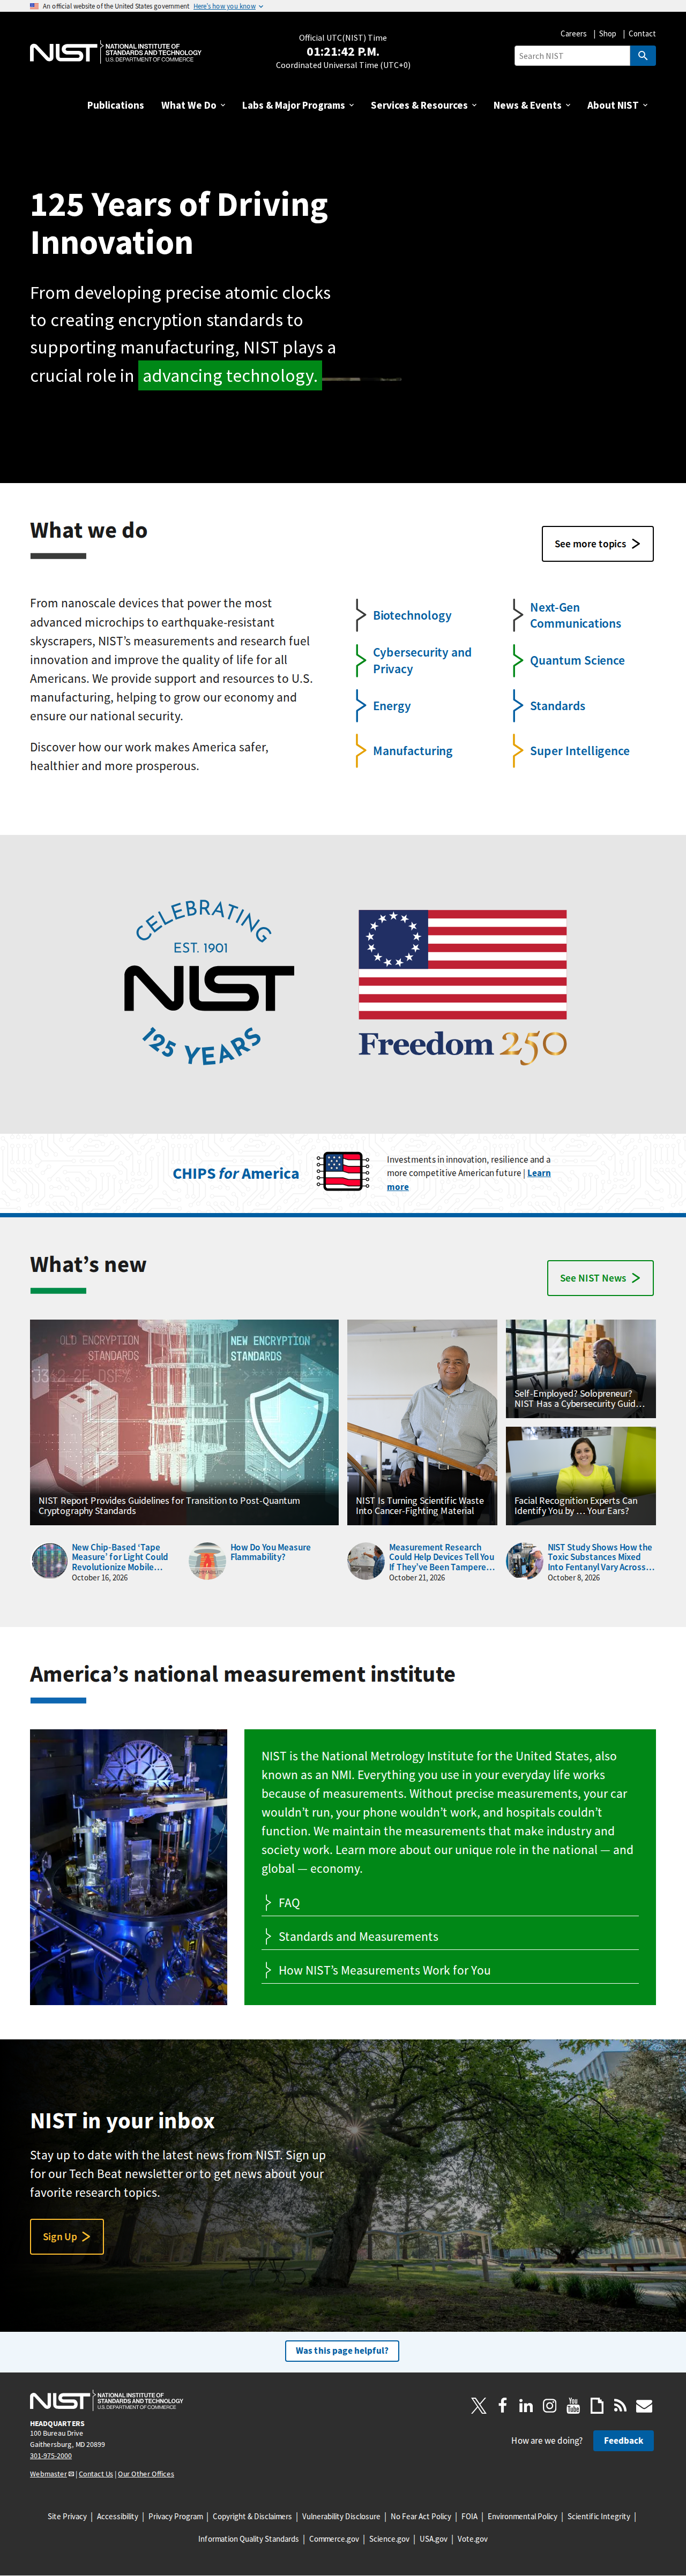 An official website of the United States government Here's how you know
NIST NATIONAL INSTITUTE OF
STANDARDS AND TECHNOLOGY
U.S. DEPARTMENT OF COMMERCE
Official UTC(NIST) Time
01:21:42 P.M.
Coordinated Universal Time (UTC+0)
Careers | Shop | Contact
Search NIST
Publications What We Do Labs & Major Programs Services & Resources News & Events About NIST
125 Years of Driving
Innovation
From developing precise atomic clocks
to creating encryption standards to
supporting manufacturing, NIST plays a
crucial role in advancing technology.
What we do
See more topics
From nanoscale devices that power the most
advanced microchips to earthquake-resistant
skyscrapers, NIST's measurements and research fuel
innovation and improve the quality of life for all
Americans. We provide support and resources to U.S.
manufacturing, helping to grow our economy and
ensure our national security.
Discover how our work makes America safer,
healthier and more prosperous.
Biotechnology
Next-Gen
Communications
Cybersecurity and
Privacy
Quantum Science
Energy
Standards
Manufacturing
Super Intelligence
CELEBRATING
EST. 1901
NIST
125 YEARS
Freedom 250
CHIPS for America
Investments in innovation, resilience and a
more competitive American future | Learn
more
What's new
See NIST News
OLD ENCRYPTION
STANDARDS
NEW ENCRYPTION
STANDARDS
NIST Report Provides Guidelines for Transition to Post-Quantum
Cryptography Standards
NIST Is Turning Scientific Waste
Into Cancer-Fighting Material
Self-Employed? Solopreneur?
NIST Has a Cybersecurity Guid…
Facial Recognition Experts Can
Identify You by … Your Ears?
New Chip-Based ‘Tape
Measure’ for Light Could
Revolutionize Mobile…
October 16, 2026
How Do You Measure
Flammability?
Measurement Research
Could Help Devices Tell You
If They've Been Tampere…
October 21, 2026
NIST Study Shows How the
Toxic Substances Mixed
Into Fentanyl Vary Across…
October 8, 2026
America's national measurement institute
NIST is the National Metrology Institute for the United States, also
known as an NMI. Everything you use in your everyday life works
because of measurements. Without precise measurements, your car
wouldn't run, your phone wouldn't work, and hospitals couldn't
function. We maintain the measurements that make industry and
society work. Learn more about our unique role in the national — and
global — economy.
FAQ
Standards and Measurements
How NIST's Measurements Work for You
NIST in your inbox
Stay up to date with the latest news from NIST. Sign up
for our Tech Beat newsletter or to get news about your
favorite research topics.
Sign Up
Was this page helpful?
NIST NATIONAL INSTITUTE OF
STANDARDS AND TECHNOLOGY
U.S. DEPARTMENT OF COMMERCE
HEADQUARTERS
100 Bureau Drive
Gaithersburg, MD 20899
301-975-2000
Webmaster | Contact Us | Our Other Offices
You Tube
How are we doing? Feedback
Site Privacy | Accessibility | Privacy Program | Copyright & Disclaimers | Vulnerability Disclosure | No Fear Act Policy | FOIA | Environmental Policy | Scientific Integrity |
Information Quality Standards | Commerce.gov | Science.gov | USA.gov | Vote.gov